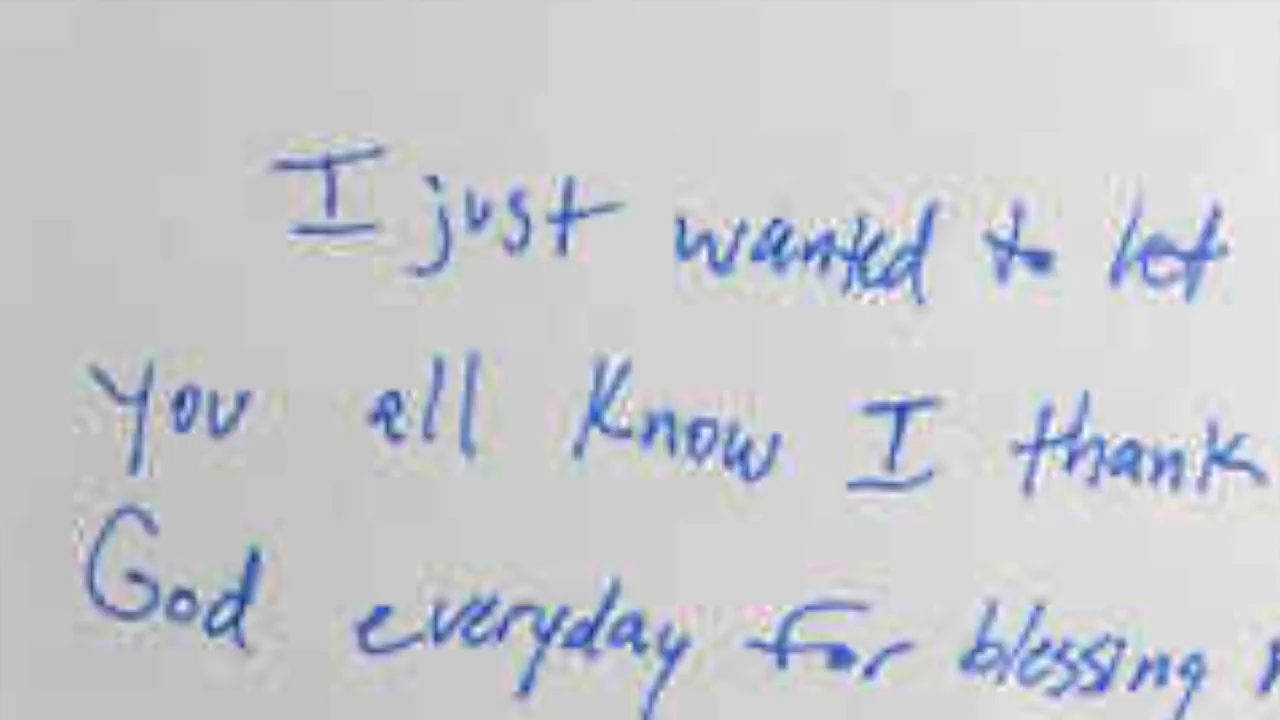 I just wanted to let
you all know I thank
God everyday for blessing